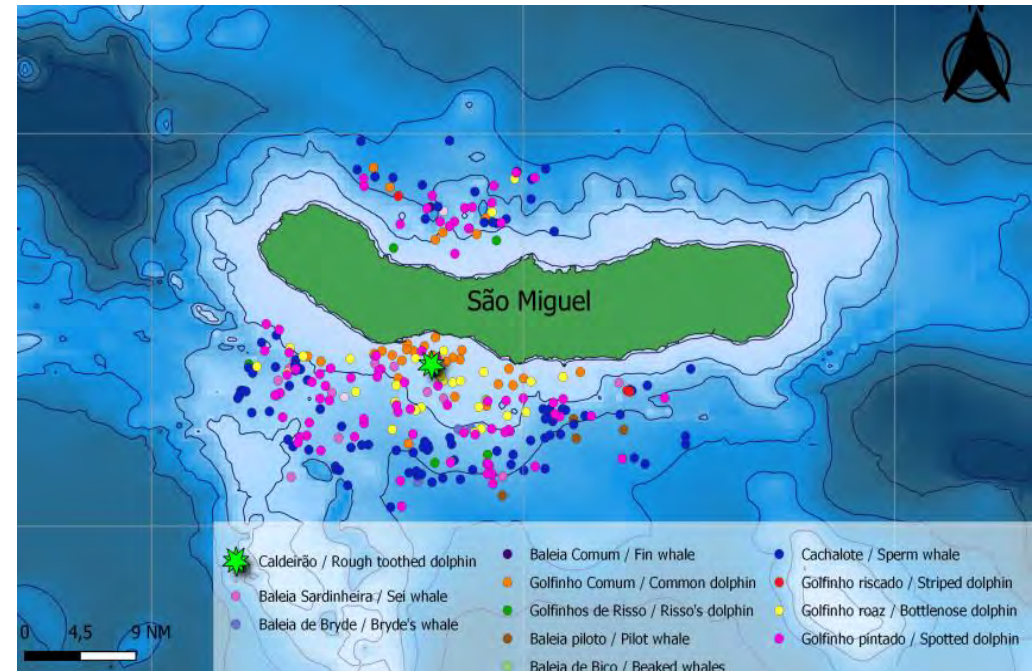 N
São Miguel
Caldeirão / Rough toothed dolphin
Baleia Sardinheira / Sei whale
Baleia de Bryde / Bryde's whale
Baleia Comum / Fin whale
Golfinho Comum / Common dolphin
Golfinhos de Risso / Risso's dolphin
Baleia piloto / Pilot whale
Baleia de Bico / Beaked whales
Cachalote / Sperm whale
Golfinho riscado / Striped dolphin
Golfinho roaz / Bottlenose dolphin
Golfinho pintado / Spotted dolphin
0 4,5 9 NM